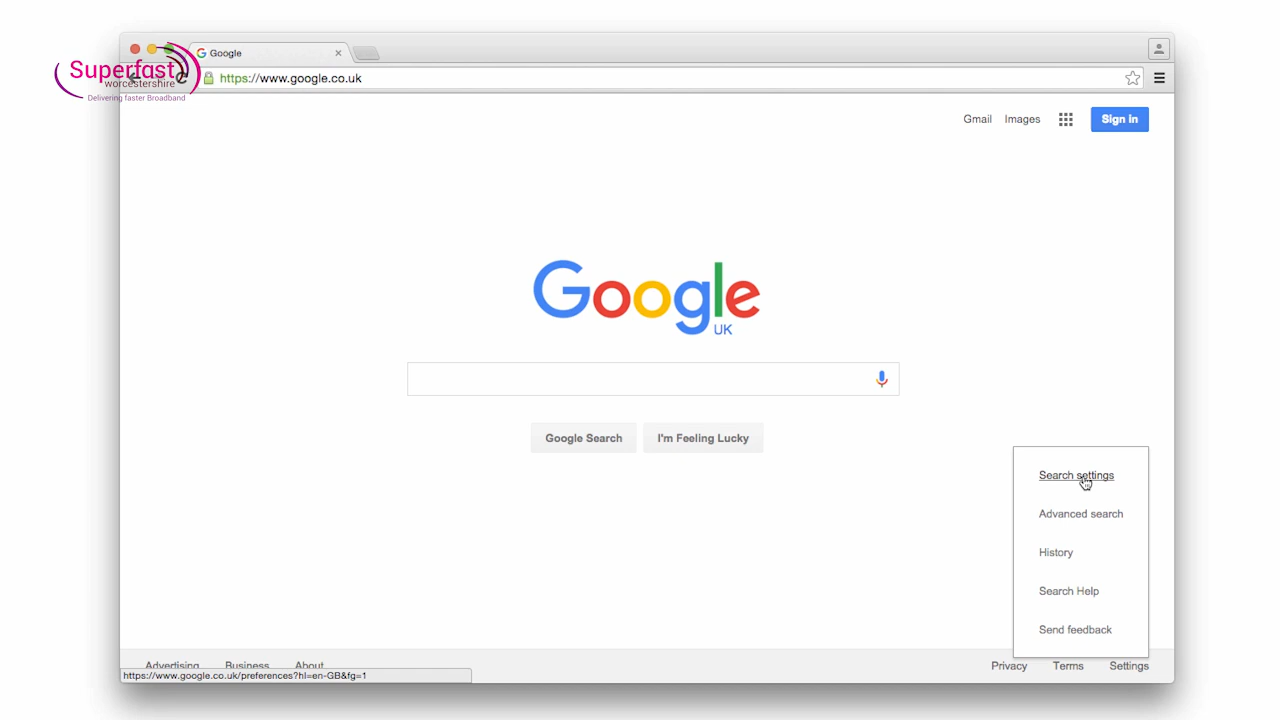 Google
Superfast
worcestershire
Delivering faster Broadband
https://www.google.co.uk
Gmail Images Sign in
Google
UK
Google Search I'm Feeling Lucky
Search settings
Advanced search
History
Search Help
Send feedback
Advertising Business About Privacy Terms Settings
https://www.google.co.uk/preferences?hl=en-GB&fg=1